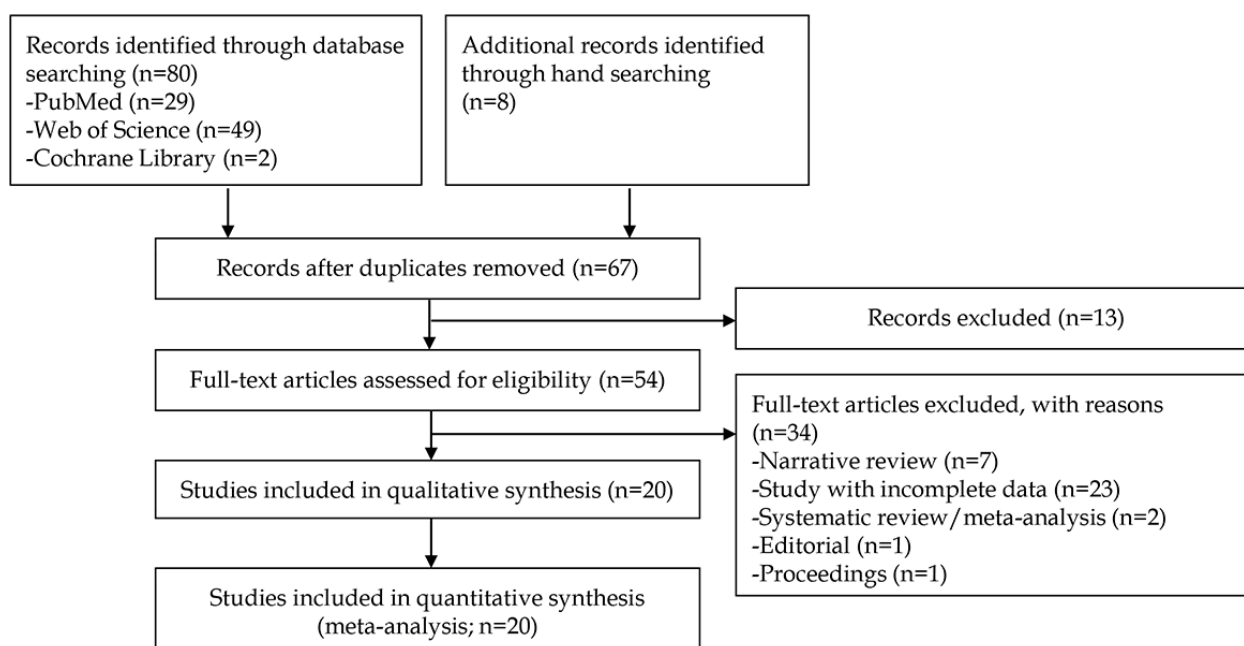 Records identified through database
searching (n=80)
-PubMed (n=29)
-Web of Science (n=49)
-Cochrane Library (n=2)
Additional records identified
through hand searching
(n=8)
Records after duplicates removed (n=67)
Records excluded (n=13)
Full-text articles assessed for eligibility (n=54)
Full-text articles excluded, with reasons
(n=34)
-Narrative review (n=7)
-Study with incomplete data (n=23)
-Systematic review/meta-analysis (n=2)
-Editorial (n=1)
-Proceedings (n=1)
Studies included in qualitative synthesis (n=20)
Studies included in quantitative synthesis
(meta-analysis; n=20)